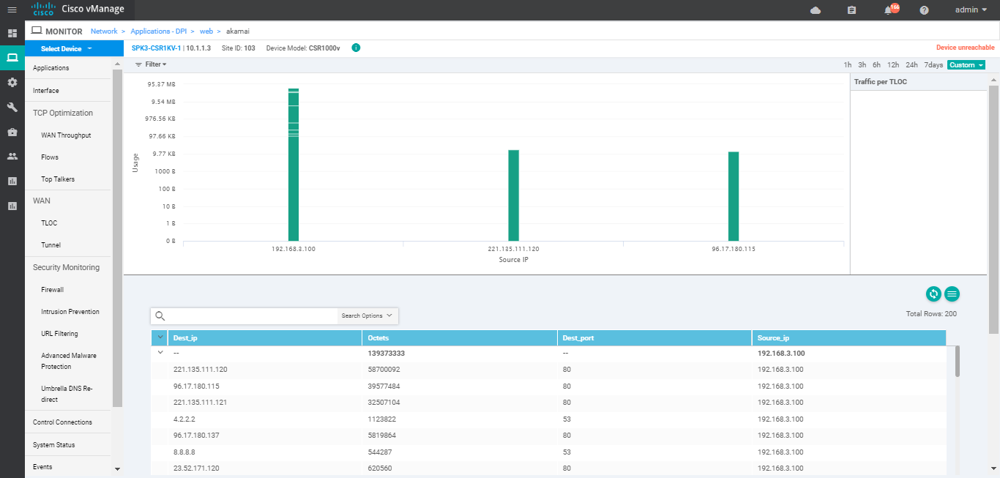 cisco Cisco vManage
166
admin
MONITOR Network > Applications - DPI > web > akamai
Select Device
SPK3-CSR1KV-1 | 10.1.1.3 Site ID: 103 Device Model: CSR1000v
Device unreachable
Applications
Interface
TCP Optimization
WAN Throughput
Flows
Top Talkers
WAN
TLOC
Tunnel
Security Monitoring
Firewall
Intrusion Prevention
URL Filtering
Advanced Malware
Protection
Umbrella DNS Re-
direct
Control Connections
System Status
Events
Filter
1h 3h 6h 12h 24h 7days Custom
Traffic per TLOC
Usage
95.37 MB
9.54 MB
976.56 KB
97.66 KB
9.77 KB
1000 B
100 B
10 B
1 B
0 B
192.168.3.100 221.135.111.120 96.17.180.115
Source IP
Search Options
Total Rows: 200
Dest_ip Octets Dest_port Source_ip
-- 139373333 -- 192.168.3.100
221.135.111.120 58700092 80 192.168.3.100
96.17.180.115 39577484 80 192.168.3.100
221.135.111.121 32507104 80 192.168.3.100
4.2.2.2 1123822 53 192.168.3.100
96.17.180.137 5819864 80 192.168.3.100
8.8.8.8 544287 53 192.168.3.100
23.52.171.120 620560 80 192.168.3.100